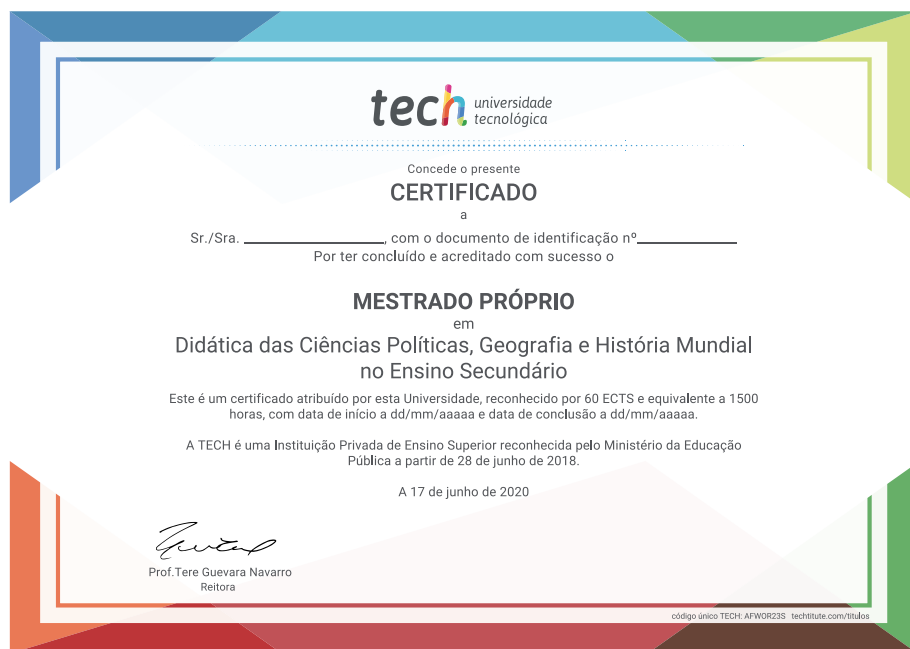 tech universidade
tecnológica
Concede o presente
CERTIFICADO
a
Sr./Sra. ____________________, com o documento de identificação nº______________
Por ter concluído e acreditado com sucesso o
MESTRADO PRÓPRIO
em
Didática das Ciências Políticas, Geografia e História Mundial
no Ensino Secundário
Este é um certificado atribuído por esta Universidade, reconhecido por 60 ECTS e equivalente a 1500
horas, com data de início a dd/mm/aaaaa e data de conclusão a dd/mm/aaaaa.
A TECH é uma Instituição Privada de Ensino Superior reconhecida pelo Ministério da Educação
Pública a partir de 28 de junho de 2018.
A 17 de junho de 2020
Prof.Tere Guevara Navarro
Reitora
código único TECH: AFWOR23S techtitute.com/titulos